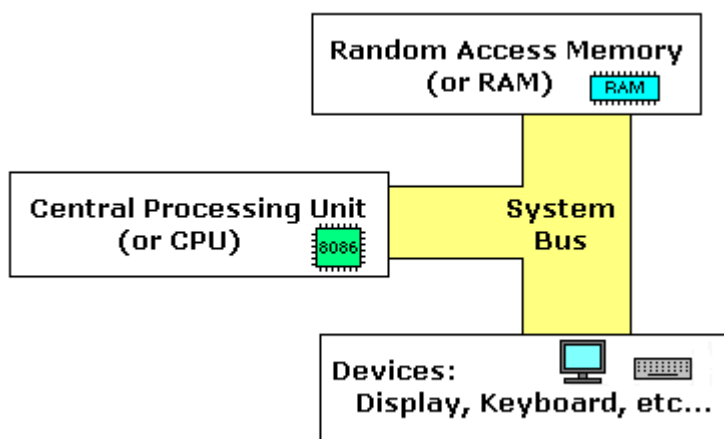 Random Access Memory
(or RAM)
RAM
Central Processing Unit
(or CPU)
8086
System
Bus
Devices:
Display, Keyboard, etc...